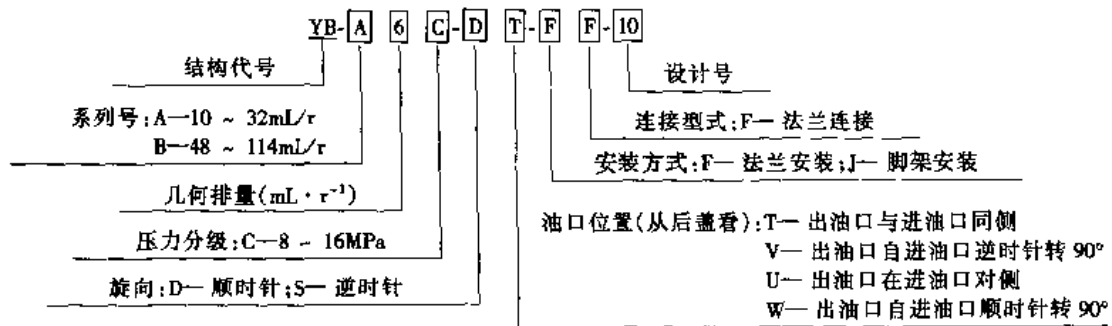 YB-A 6 C-D T-F F-10
结构代号
设计号
系列号:A—10 ~ 32mL/r
B—48 ~ 114mL/r
连接型式:F— 法兰连接
安装方式:F— 法兰安装;J— 脚架安装
几何排量(mL·r⁻¹)
压力分级:C—8 ~ 16MPa
旋向:D— 顺时针;S— 逆时针
油口位置(从后盖看):T— 出油口与进油口同侧
V— 出油口自进油口逆时针转 90°
U— 出油口在进油口对侧
W— 出油口自进油口顺时针转 90°